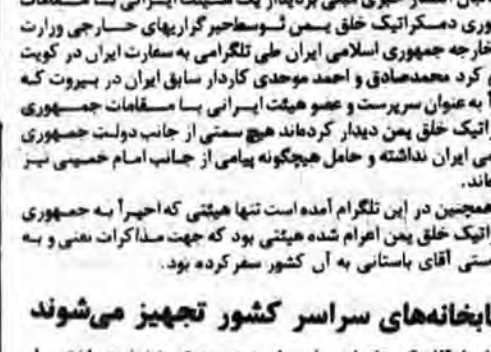 وری دمکراتیک خلق یمن توسط خبرگزاریهای خارجی وزارت
خارجه جمهوری اسلامی ایران طی تلگرامی به سفارت ایران در کویت
کرد محمدصادق و احمد موحدی کاردار سابق ایران در بیروت که
به عنوان سرپرست و عضو هیئت ایرانی با مقامات جمهوری
راتیک خلق یمن دیدار کرده‌اند هیچ سمتی از جانب دولت جمهوری
می ایران نداشته و حامل هیچگونه پیامی از جانب امام خمینی نیز
ه‌اند.
همچنین در این تلگرام آمده است تنها هیئتی که اخیراً به جمهوری
راتیک خلق یمن اعزام شده هیئتی بود که جهت مذاکرات نفتی و به
ستی آقای باستانی به آن کشور سفر کرده بود.
ابخانه‌های سراسر کشور تجهیز می‌شوند